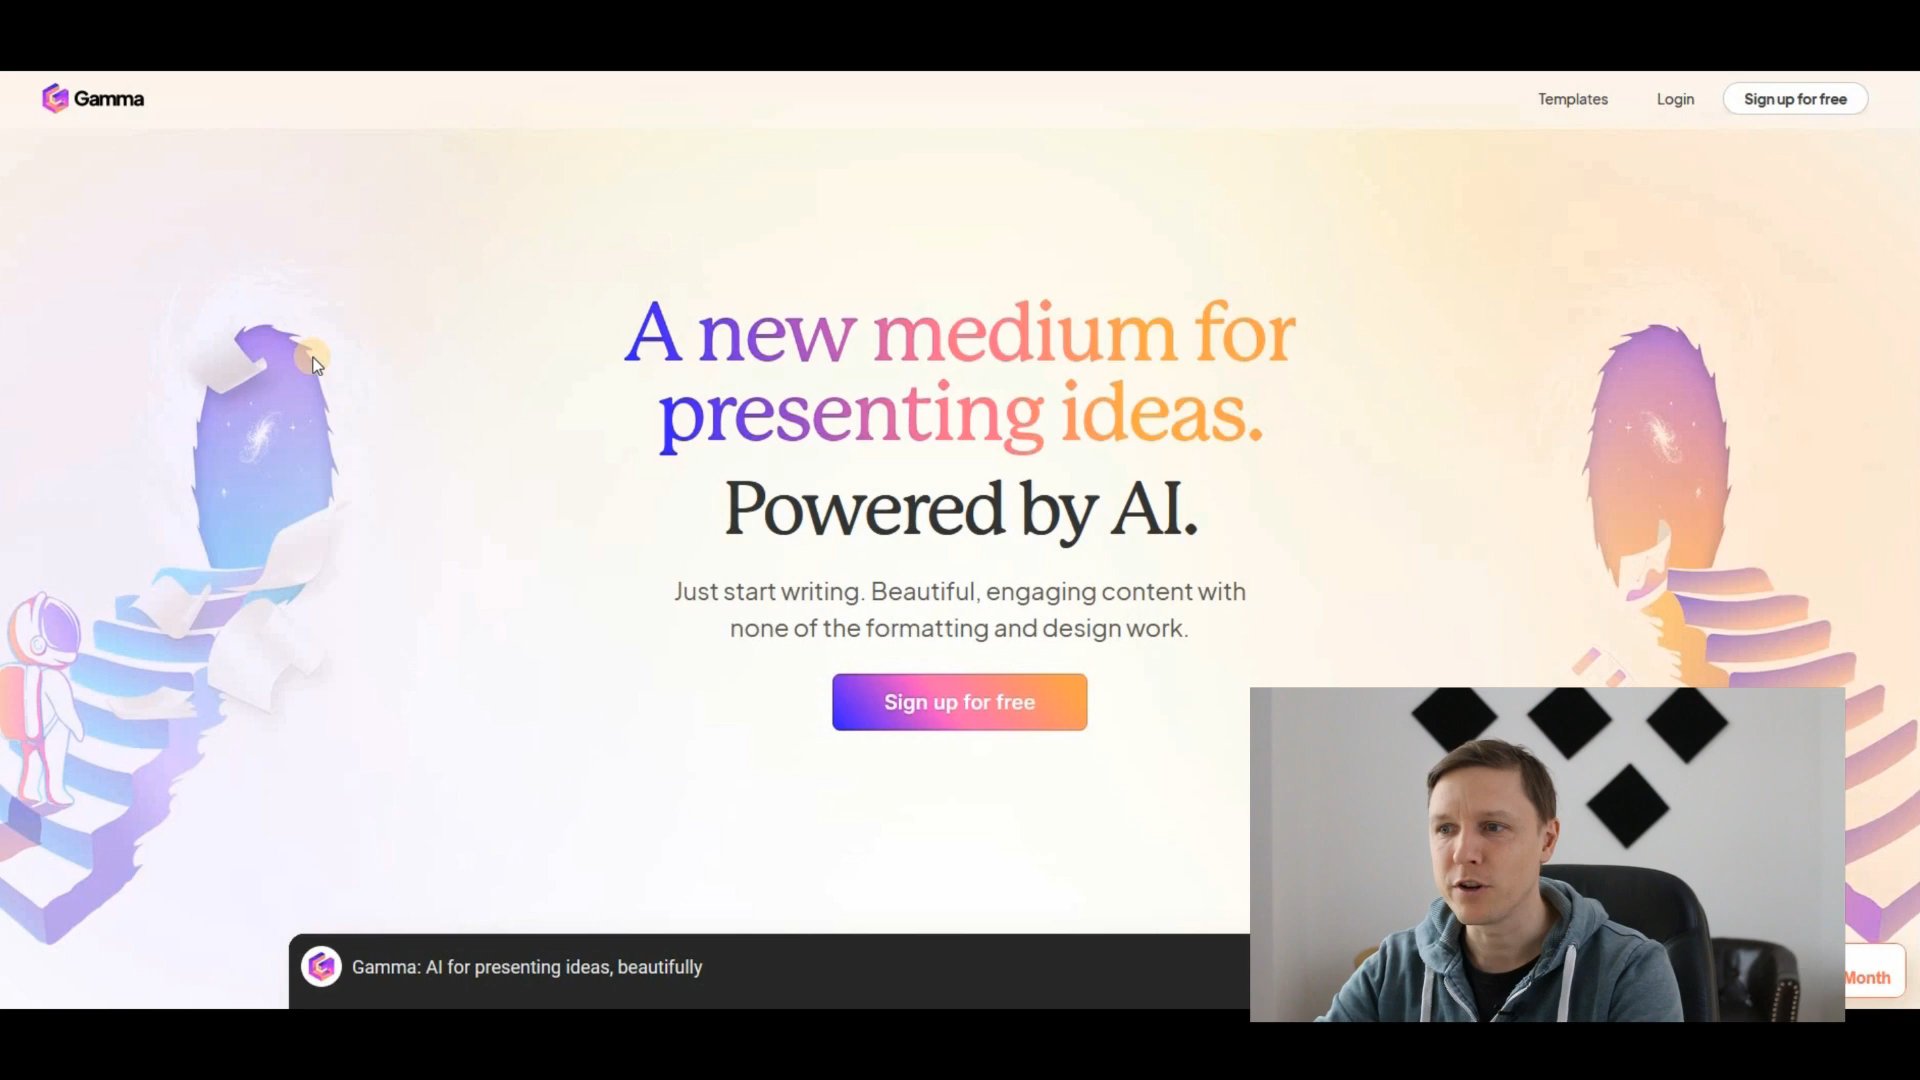 Gamma
Templates
Login
Sign up for free
A new medium for
presenting ideas.
Powered by AI.
Just start writing. Beautiful, engaging content with
none of the formatting and design work.
Sign up for free
Gamma: AI for presenting ideas, beautifully
Month